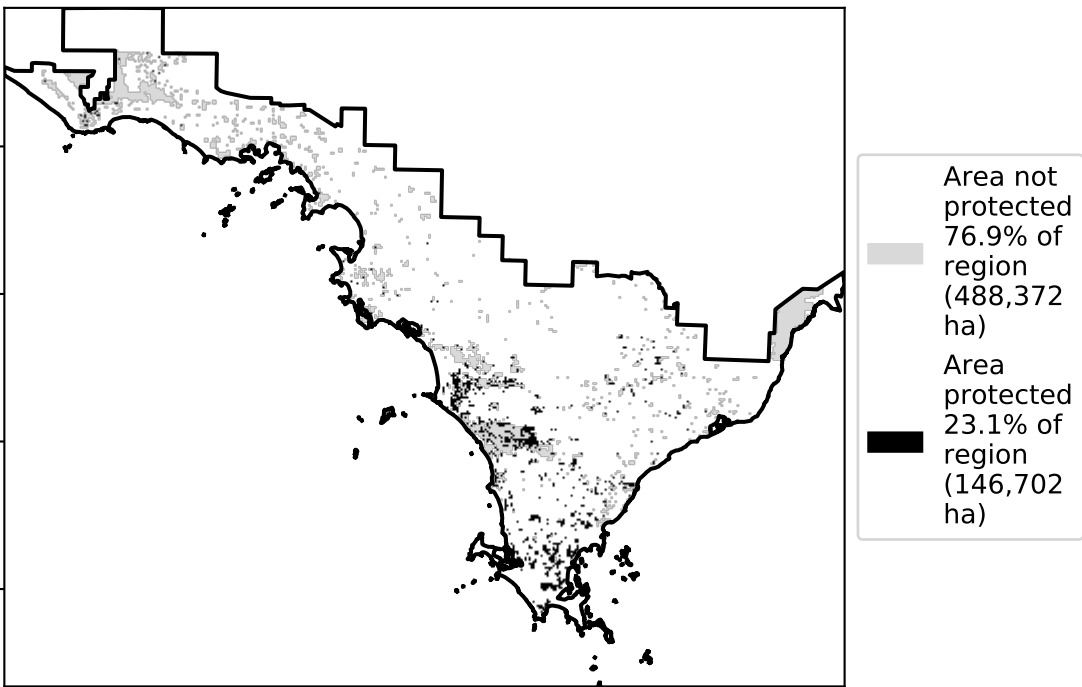 Area not
protected
76.9% of
region
(488,372
ha)
Area
protected
23.1% of
region
(146,702
ha)